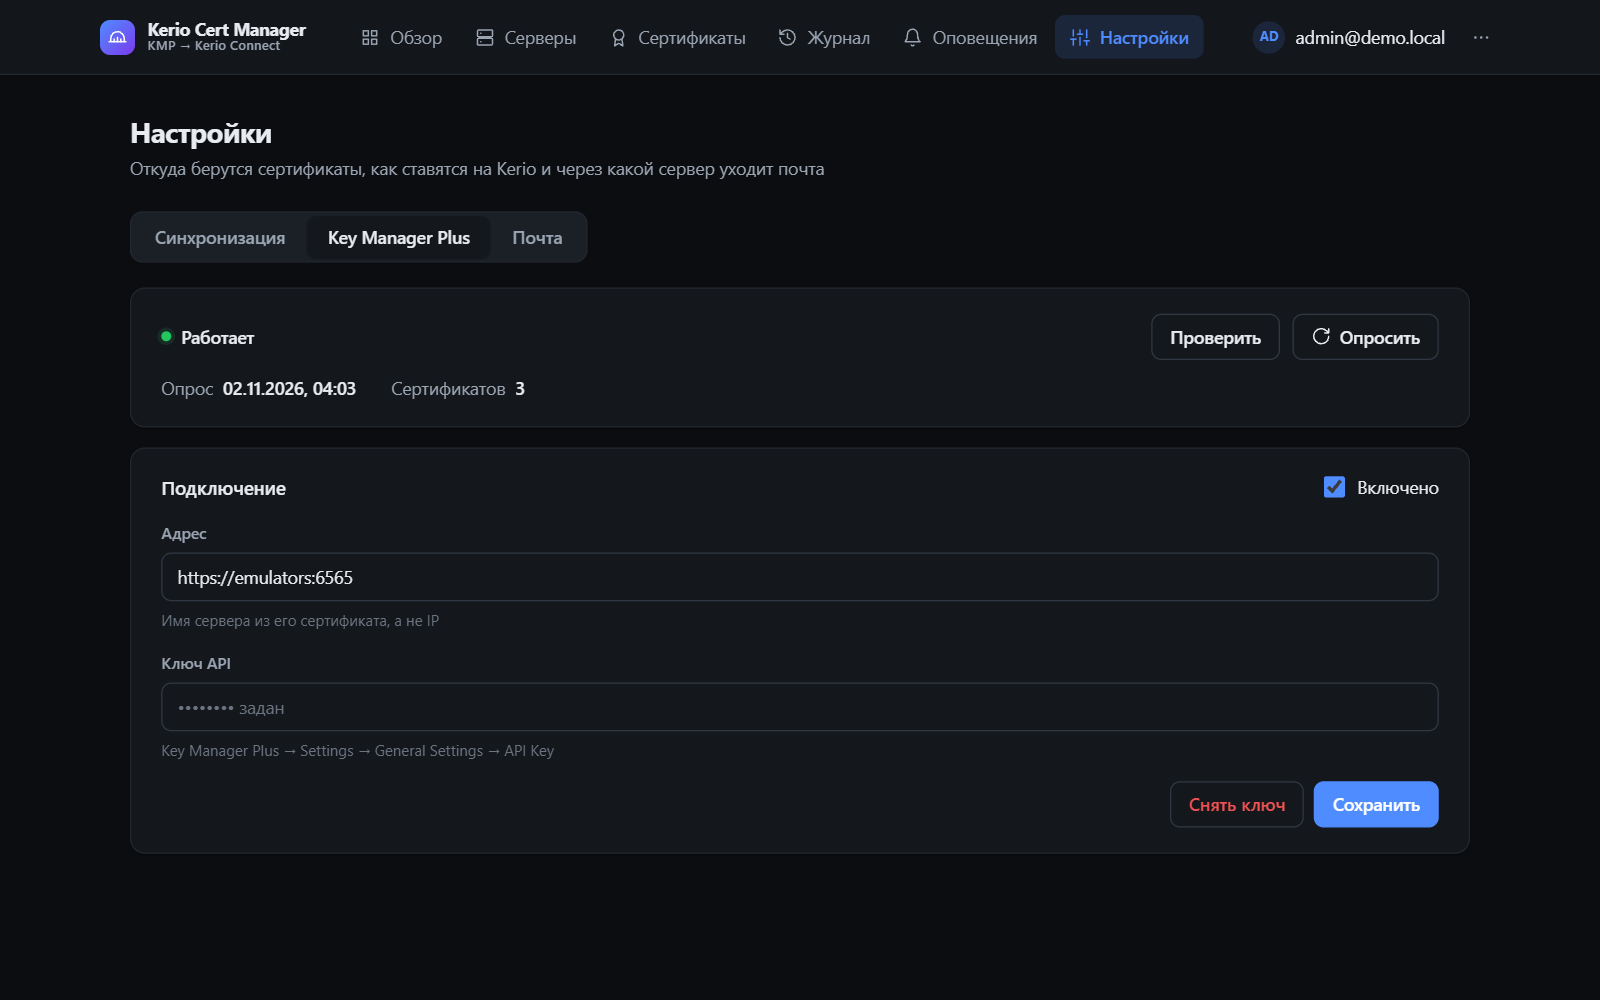 Kerio Cert Manager
KMP → Kerio Connect
Обзор
Серверы
Сертификаты
Журнал
Оповещения
Настройки
AD
admin@demo.local
···
Настройки
Откуда берутся сертификаты, как ставятся на Kerio и через какой сервер уходит почта
Синхронизация
Key Manager Plus
Почта
Работает
Проверить
Опросить
Опрос 02.11.2026, 04:03 Сертификатов 3
Подключение
Включено
Адрес
https://emulators:6565
Имя сервера из его сертификата, а не IP
Ключ API
•••••••• задан
Key Manager Plus → Settings → General Settings → API Key
Снять ключ
Сохранить